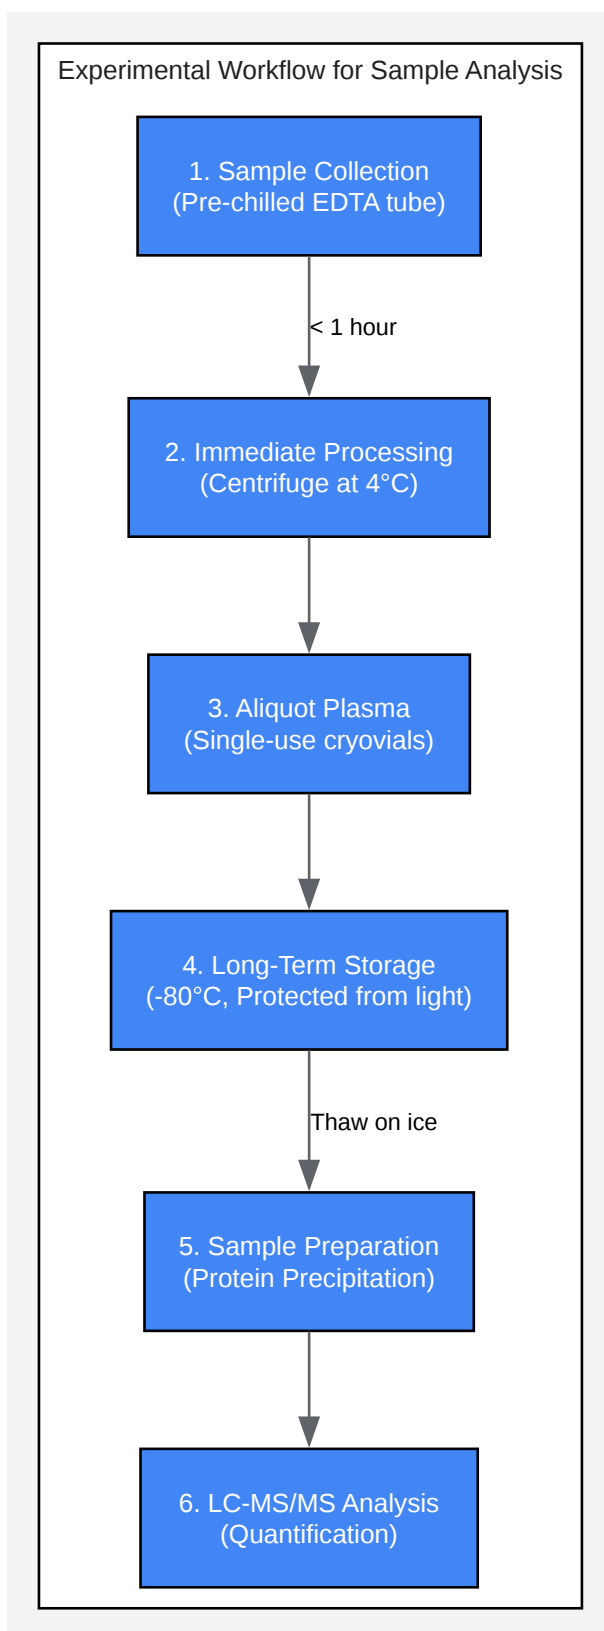 Experimental Workflow for Sample Analysis
1. Sample Collection
(Pre-chilled EDTA tube)
< 1 hour
2. Immediate Processing
(Centrifuge at 4°C)
3. Aliquot Plasma
(Single-use cryovials)
4. Long-Term Storage
(-80°C, Protected from light)
Thaw on ice
5. Sample Preparation
(Protein Precipitation)
6. LC-MS/MS Analysis
(Quantification)